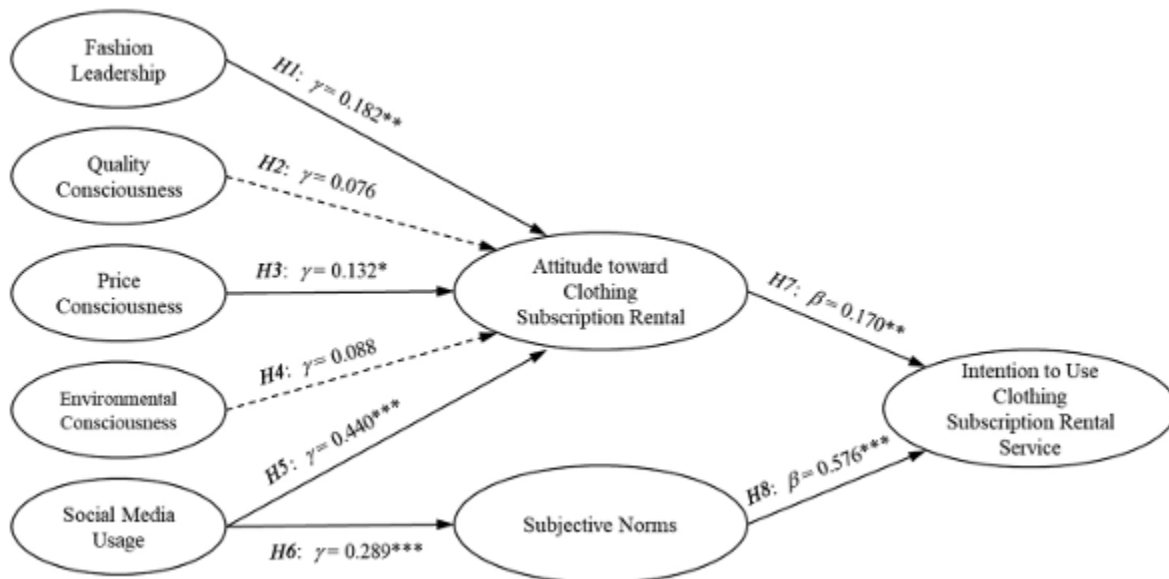 Fashion
Leadership
H1: γ = 0.182**
Quality
Consciousness
H2: γ = 0.076
Price
Consciousness
H3: γ = 0.132*
Attitude toward
Clothing
Subscription Rental
H7: β = 0.170**
Environmental
Consciousness
H4: γ = 0.088
Intention to Use
Clothing
Subscription Rental
Service
H5: γ = 0.440***
Social Media
Usage
H6: γ = 0.289***
Subjective Norms
H8: β = 0.576***